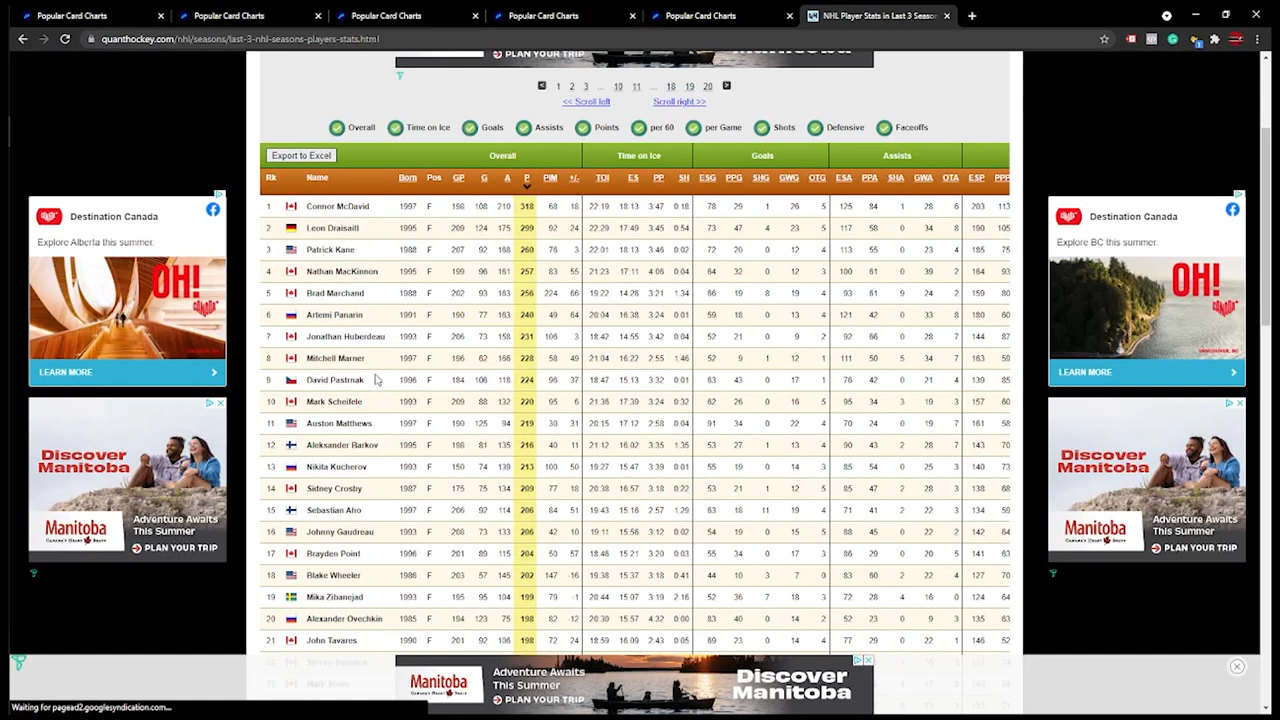 Popular Card Charts
Popular Card Charts
Popular Card Charts
Popular Card Charts
Popular Card Charts
NHL Player Stats in Last 3 Seaso
quanthockey.com/nhl/seasons/last-3-nhl-seasons-players-stats.html
PLAN YOUR TRIP
1 2 3 ... 10 11 ... 18 19 20
<< Scroll left Scroll right >>
Overall Time on Ice Goals Assists Points per 60 per Game Shots Defensive Faceoffs
Export to Excel Overall Time on Ice Goals Assists
Rk Name Born Pos GP G A P PIM +/- TOI ES PP SH ESG PPG SHG GWG OTG ESA PPA SHA GWA OTA ESP PPP
1 Connor McDavid 1997 F 198 108 210 318 68 18 22:19 18:13 3:47 0:18 78 29 1 26 5 125 84 1 28 6 203 113
2 Leon Draisaitl 1995 F 209 124 175 299 92 24 22:29 17:49 3:45 0:54 73 47 4 23 5 117 58 0 34 8 190 105
3 Patrick Kane 1988 F 207 92 168 260 76 3 22:01 18:13 3:46 0:02 72 20 0 14 4 113 55 0 23 4 185 75
4 Nathan MacKinnon 1995 F 199 96 161 257 83 55 21:23 17:11 4:06 0:04 64 32 0 12 3 100 61 0 39 2 164 93
5 Brad Marchand 1988 F 202 93 163 256 224 66 19:22 14:26 3:21 1:34 66 19 8 19 4 93 61 9 24 2 159 80
6 Artemi Panarin 1991 F 190 77 163 240 49 64 20:04 16:38 3:24 0:01 59 18 0 13 4 121 42 0 33 8 180 60
7 Jonathan Huberdeau 1993 F 206 73 158 231 106 3 18:42 14:55 3:42 0:04 52 21 0 9 2 92 66 0 28 7 144 87
8 Mitchell Marner 1997 F 196 62 166 228 58 49 21:04 16:22 2:55 1:46 52 9 1 12 1 111 50 5 34 7 163 59
9 David Pastrnak 1996 F 184 106 118 224 96 37 18:47 15:13 3:32 0:01 63 43 0 17 1 76 42 0 21 4 139 85
10 Mark Scheifele 1993 F 209 88 132 220 95 6 21:36 17:39 3:24 0:32 62 26 0 16 5 95 34 3 19 3 157 60
11 Auston Matthews 1997 F 190 125 94 219 38 51 20:15 17:12 2:58 0:04 91 34 0 22 4 70 24 0 19 7 161 58
12 Aleksander Barkov 1995 F 198 81 135 216 40 11 21:12 16:02 3:35 1:35 53 27 1 13 4 90 43 2 28 7 143 70
13 Nikita Kucherov 1993 F 150 74 139 213 100 50 19:27 15:47 3:39 0:01 55 19 0 14 3 85 54 0 25 3 140 73
14 Sidney Crosby 1987 F 175 75 134 209 77 18 20:38 16:57 3:18 0:22 53 21 1 12 5 85 47 2 28 3 138 68
15 Sebastian Aho 1997 F 206 92 114 206 84 51 19:43 15:16 2:57 1:29 63 18 11 19 4 71 41 2 22 3 134 59
16 Johnny Gaudreau 1993 F 208 73 133 206 42 10 19:11 15:56 3:12 0:02 54 19 0 14 5 88 45 0 24 2 142 64
17 Brayden Point 1996 F 201 89 115 204 50 57 18:46 15:21 3:20 0:03 55 34 0 17 3 86 29 0 20 5 141 63
18 Blake Wheeler 1986 F 203 57 145 202 147 -16 19:38 15:37 3:18 0:41 44 10 3 7 0 83 60 2 22 4 127 70
19 Mika Zibanejad 1993 F 195 95 104 199 79 -1 20:44 15:07 3:19 2:16 52 36 7 18 3 72 28 4 16 0 124 64
20 Alexander Ovechkin 1985 F 194 123 75 198 82 -12 20:30 15:57 4:32 0:00 83 40 0 14 2 52 23 0 9 3 135 63
21 John Tavares 1990 F 201 92 106 198 72 24 18:59 16:09 2:43 0:05 69 23 0 14 4 77 29 0 22 1 146 52
Destination Canada
Explore Alberta this summer.
OH!
CANADA
LEARN MORE
DISCOVER
MANITOBA
Manitoba
Adventure Awaits
This Summer
PLAN YOUR TRIP
Destination Canada
Explore BC this summer.
OH!
CANADA
LEARN MORE
DISCOVER
MANITOBA
Manitoba
Adventure Awaits
This Summer
PLAN YOUR TRIP
Manitoba
Adventure Awaits
This Summer
PLAN YOUR TRIP
Discover
Manitoba
Waiting for pagead2.googlesyndication.com...